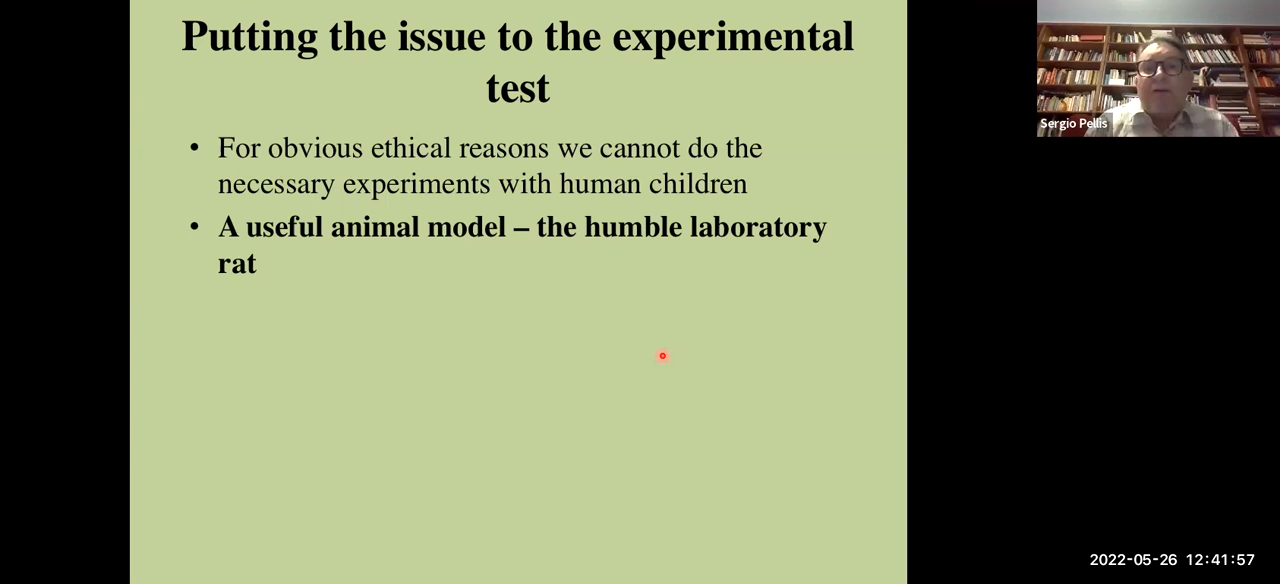 Putting the issue to the experimental
test
• For obvious ethical reasons we cannot do the
necessary experiments with human children
• A useful animal model – the humble laboratory
rat
Sergio Pellis
2022-05-26 12:41:57